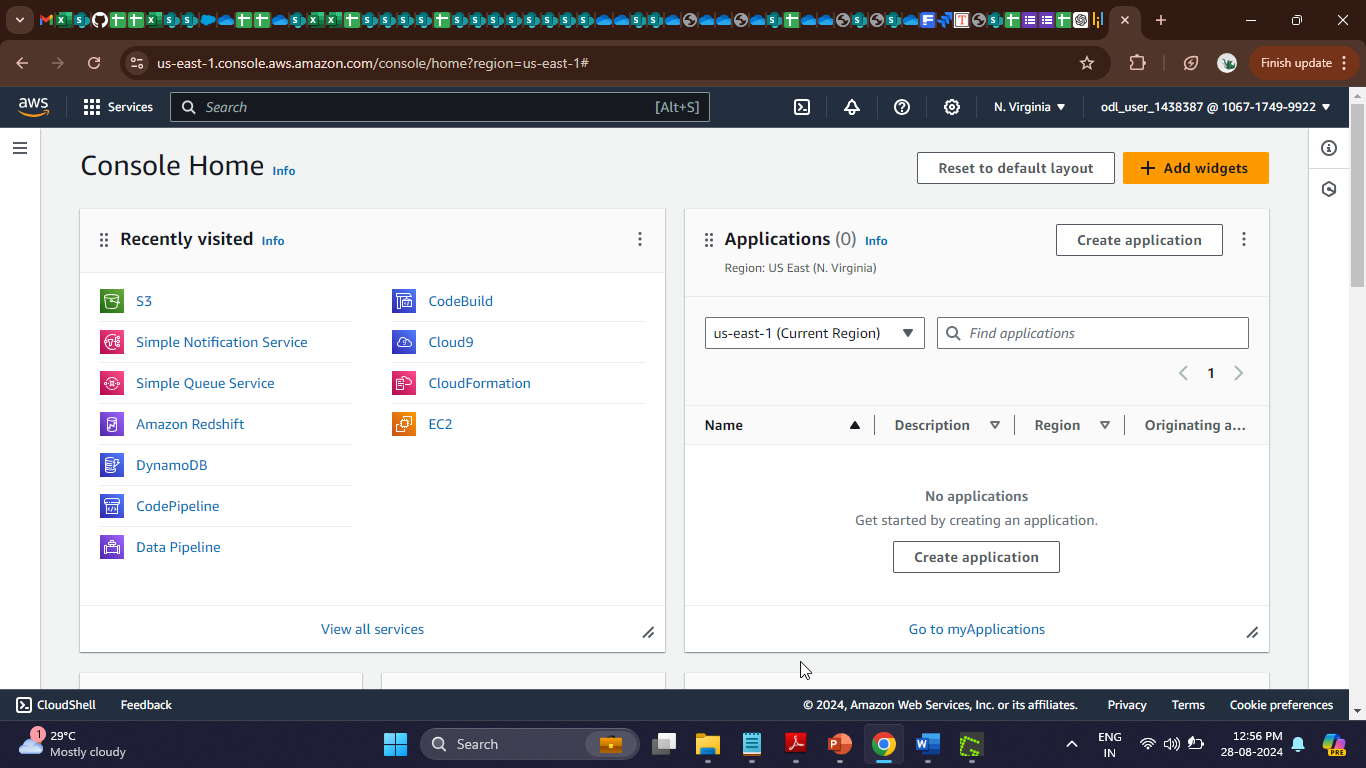 us-east-1.console.aws.amazon.com/console/home?region=us-east-1#
Finish update
aws
Services
Search
[Alt+S]
N. Virginia
odl_user_1438387 @ 1067-1749-9922
Console Home
Info
Reset to default layout
Add widgets
Recently visited
Info
S3
Simple Notification Service
Simple Queue Service
Amazon Redshift
DynamoDB
CodePipeline
Data Pipeline
CodeBuild
Cloud9
CloudFormation
EC2
View all services
Applications (0)
Info
Region: US East (N. Virginia)
Create application
us-east-1 (Current Region)
Find applications
1
Name
Description
Region
Originating a...
No applications
Get started by creating an application.
Create application
Go to myApplications
CloudShell
Feedback
© 2024, Amazon Web Services, Inc. or its affiliates.
Privacy
Terms
Cookie preferences
1
29°C
Mostly cloudy
Search
ENG
IN
12:56 PM
28-08-2024
PRE